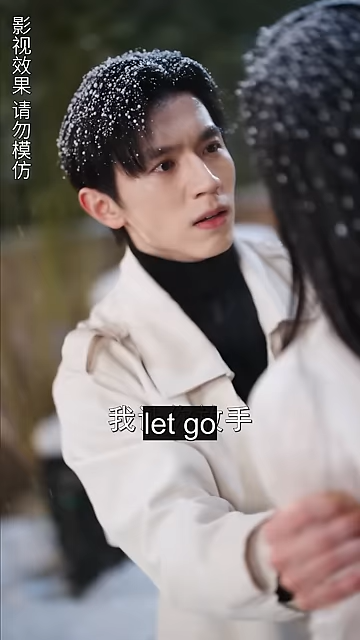 影视效果 请勿模仿
我
let go
手